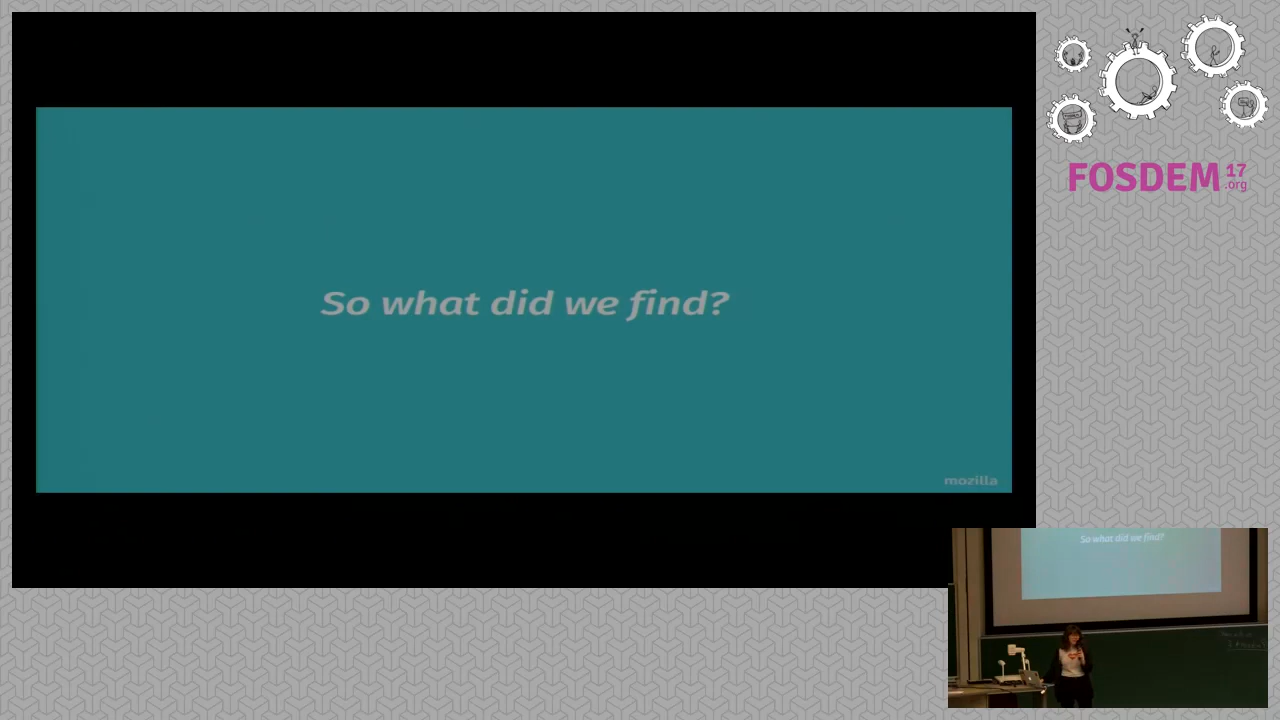 So what did we find?
mozilla
FOSDEM 17
.org
So what did we find?